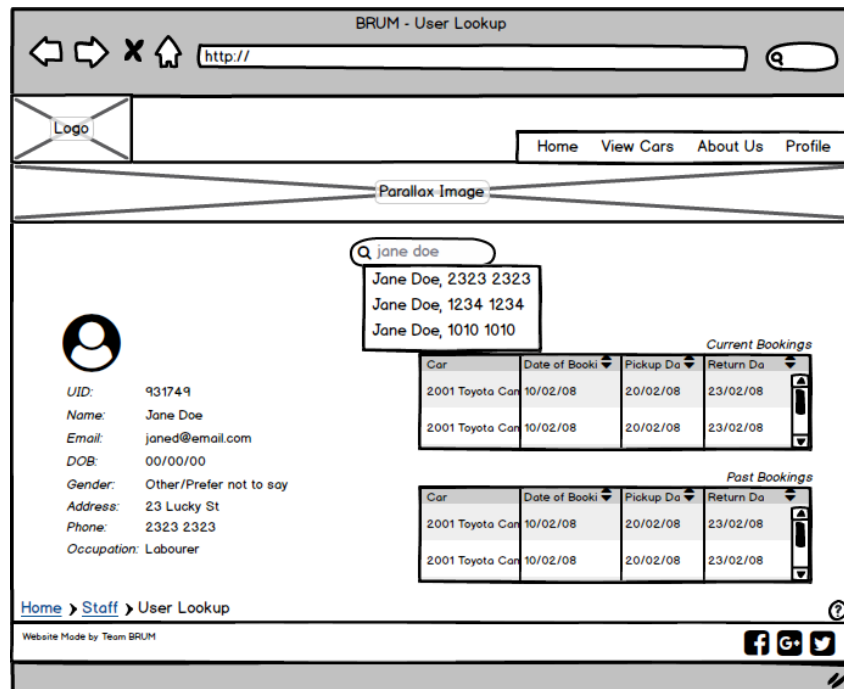 BRUM - User Lookup
http://
Logo
Home View Cars About Us Profile
Parallax Image
jane doe
Jane Doe, 2323 2323
Jane Doe, 1234 1234
Jane Doe, 1010 1010
Current Bookings
Car Date of Booki Pickup Da Return Da
2001 Toyota Cam 10/02/08 20/02/08 23/02/08
2001 Toyota Cam 10/02/08 20/02/08 23/02/08
UID: 931749
Name: Jane Doe
Email: janed@email.com
DOB: 00/00/00
Gender: Other/Prefer not to say
Address: 23 Lucky St
Phone: 2323 2323
Occupation: Labourer
Past Bookings
Car Date of Booki Pickup Da Return Da
2001 Toyota Cam 10/02/08 20/02/08 23/02/08
2001 Toyota Cam 10/02/08 20/02/08 23/02/08
Home > Staff > User Lookup
?
Website Made by Team BRUM
f G+